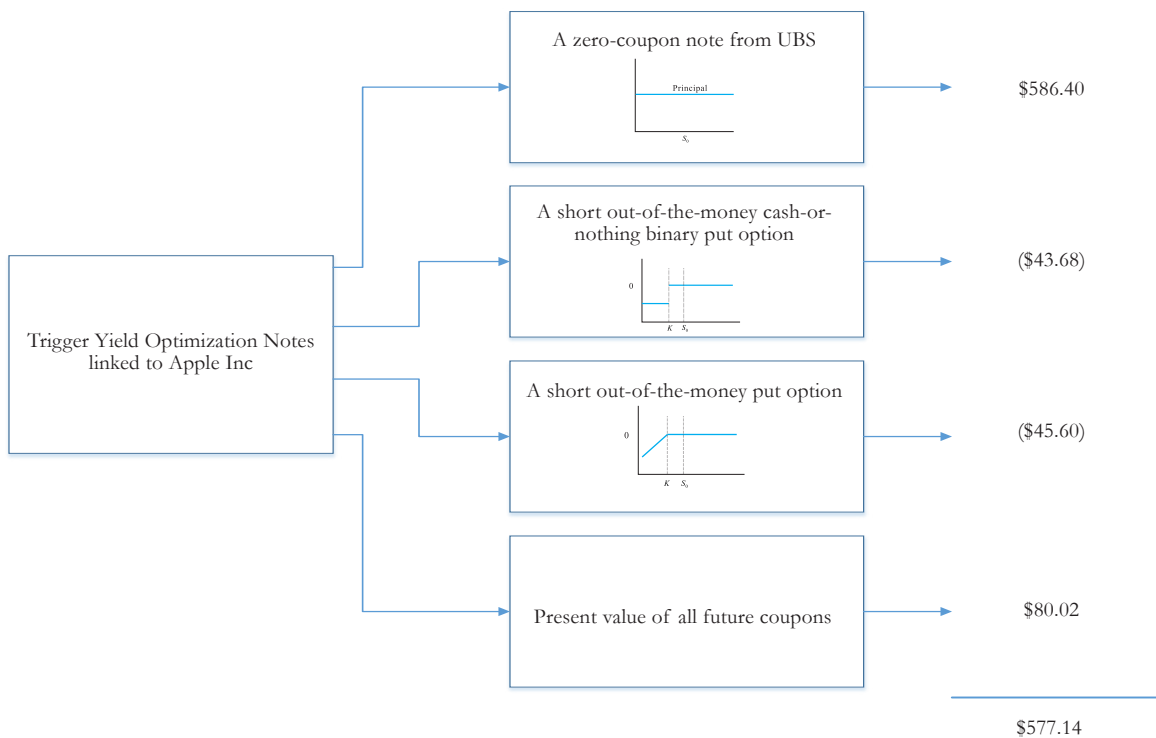 A zero-coupon note from UBS
Principal
S₀
$586.40
A short out-of-the-money cash-or-
nothing binary put option
0
K S₀
($43.68)
Trigger Yield Optimization Notes
linked to Apple Inc
A short out-of-the-money put option
0
K S₀
($45.60)
Present value of all future coupons
$80.02
$577.14